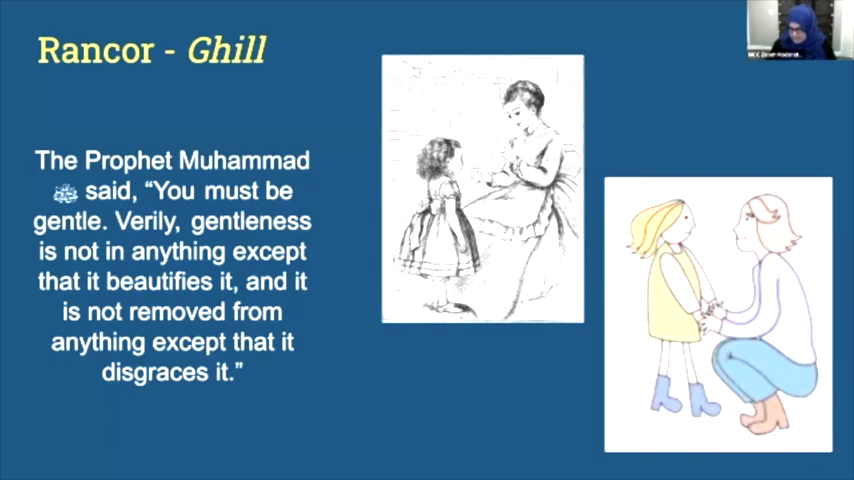 Rancor - Ghill
The Prophet Muhammad
ﷺ said, “You must be
gentle. Verily, gentleness
is not in anything except
that it beautifies it, and it
is not removed from
anything except that it
disgraces it.”
MCC